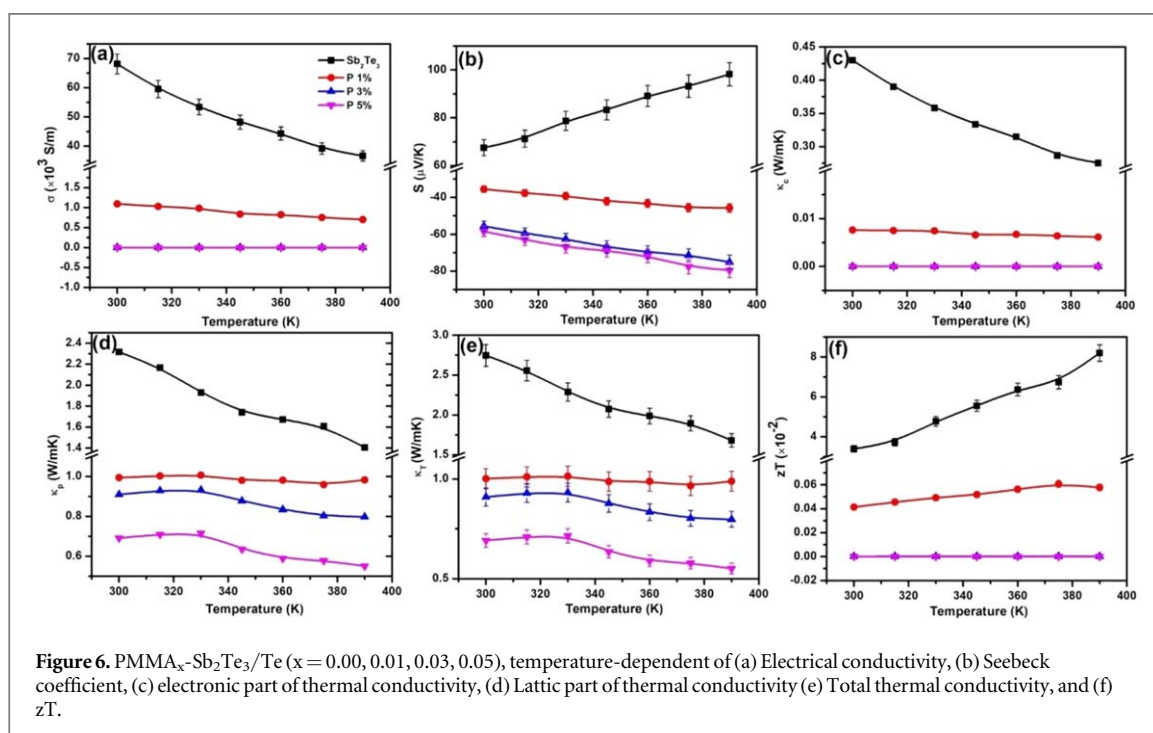 (a)
Sb₂Te₃
P 1%
P 3%
P 5%
σ (×10³ S/m)
70
60
50
40
1.0
0.5
0.0
-0.5
-1.0
300 320 340 360 380 400
Temperature (K)
(b)
S (μV/K)
100
80
60
-40
-60
-80
300 320 340 360 380 400
Temperature (K)
(c)
κc (W/mK)
0.45
0.40
0.35
0.30
0.25
0.01
0.00
300 320 340 360 380 400
Temperature (K)
(d)
κp (W/mK)
2.4
2.2
2.0
1.8
1.6
1.4
1.0
0.8
0.6
300 320 340 360 380 400
Temperature (K)
(e)
κT (W/mK)
3.0
2.5
2.0
1.5
1.0
0.5
300 320 340 360 380 400
Temperature (K)
(f)
zT (×10⁻²)
8
6
4
0.06
0.04
0.02
0.00
-0.02
300 320 340 360 380 400
Temperature (K)
Figure 6. PMMAₓ-Sb₂Te₃/Te (x = 0.00, 0.01, 0.03, 0.05), temperature-dependent of (a) Electrical conductivity, (b) Seebeck
coefficient, (c) electronic part of thermal conductivity, (d) Lattic part of thermal conductivity (e) Total thermal conductivity, and (f)
zT.